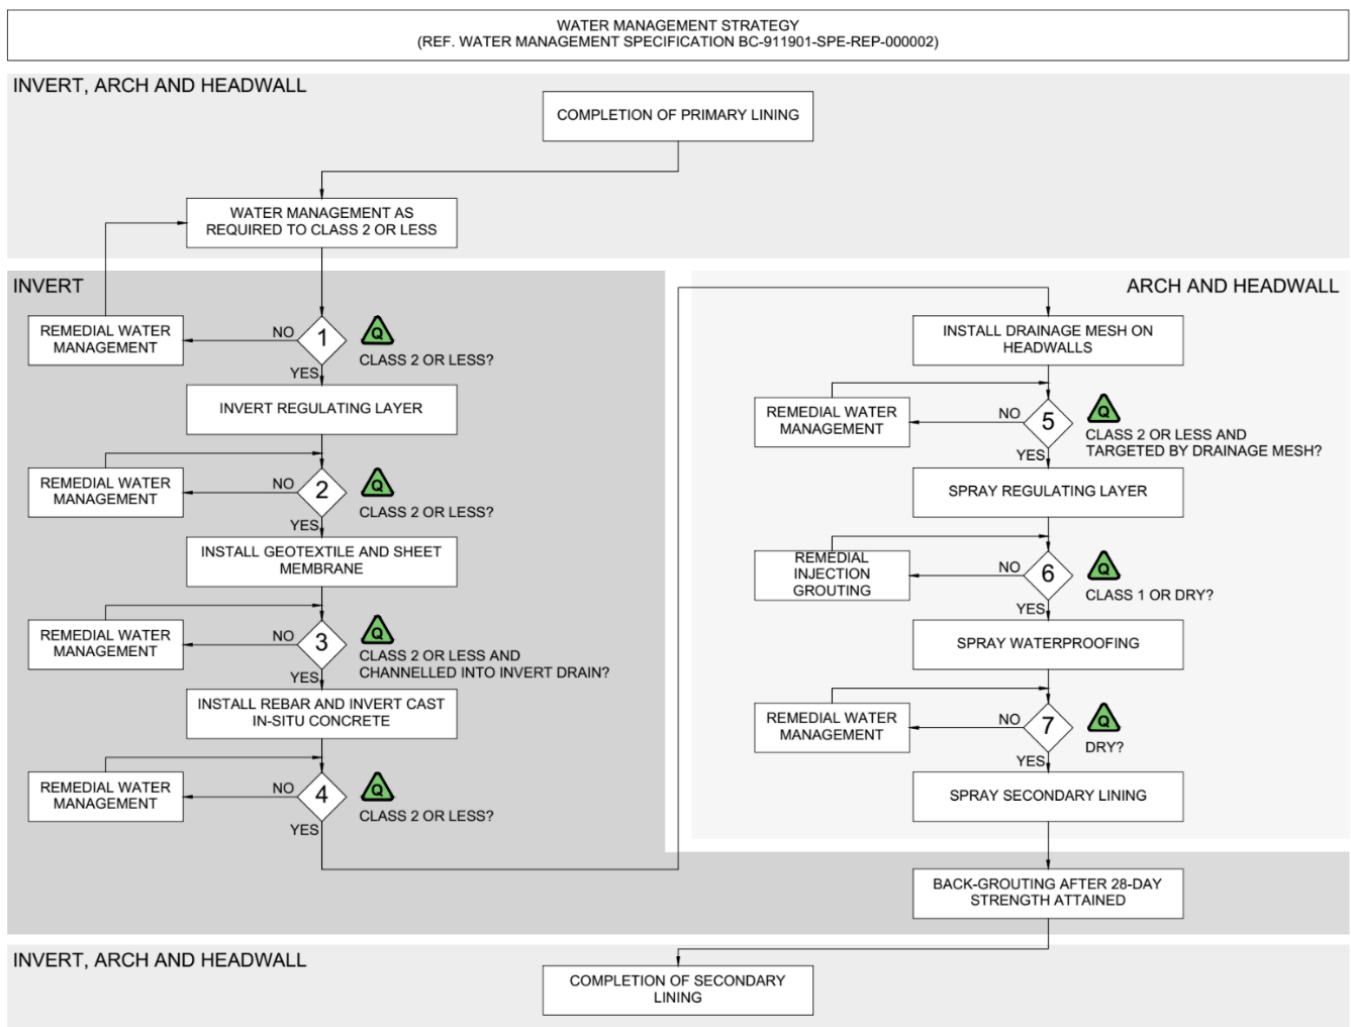 WATER MANAGEMENT STRATEGY
(REF. WATER MANAGEMENT SPECIFICATION BC-911901-SPE-REP-000002)
INVERT, ARCH AND HEADWALL
COMPLETION OF PRIMARY LINING
WATER MANAGEMENT AS
REQUIRED TO CLASS 2 OR LESS
INVERT
REMEDIAL WATER
MANAGEMENT
NO
1
Q
CLASS 2 OR LESS?
YES
INVERT REGULATING LAYER
REMEDIAL WATER
MANAGEMENT
NO
2
Q
CLASS 2 OR LESS?
YES
INSTALL GEOTEXTILE AND SHEET
MEMBRANE
REMEDIAL WATER
MANAGEMENT
NO
3
Q
CLASS 2 OR LESS AND
CHANNELLED INTO INVERT DRAIN?
YES
INSTALL REBAR AND INVERT CAST
IN-SITU CONCRETE
REMEDIAL WATER
MANAGEMENT
NO
4
Q
CLASS 2 OR LESS?
YES
ARCH AND HEADWALL
INSTALL DRAINAGE MESH ON
HEADWALLS
REMEDIAL WATER
MANAGEMENT
NO
5
Q
CLASS 2 OR LESS AND
TARGETED BY DRAINAGE MESH?
YES
SPRAY REGULATING LAYER
REMEDIAL
INJECTION
GROUTING
NO
6
Q
CLASS 1 OR DRY?
YES
SPRAY WATERPROOFING
REMEDIAL WATER
MANAGEMENT
NO
7
Q
DRY?
YES
SPRAY SECONDARY LINING
BACK-GROUTING AFTER 28-DAY
STRENGTH ATTAINED
INVERT, ARCH AND HEADWALL
COMPLETION OF SECONDARY
LINING